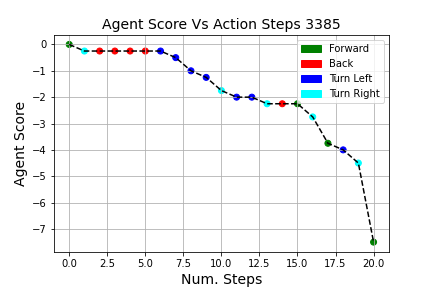 Agent Score Vs Action Steps 3385
Agent Score
0
−1
−2
−3
−4
−5
−6
−7
Forward
Back
Turn Left
Turn Right
0.0 2.5 5.0 7.5 10.0 12.5 15.0 17.5 20.0
Num. Steps